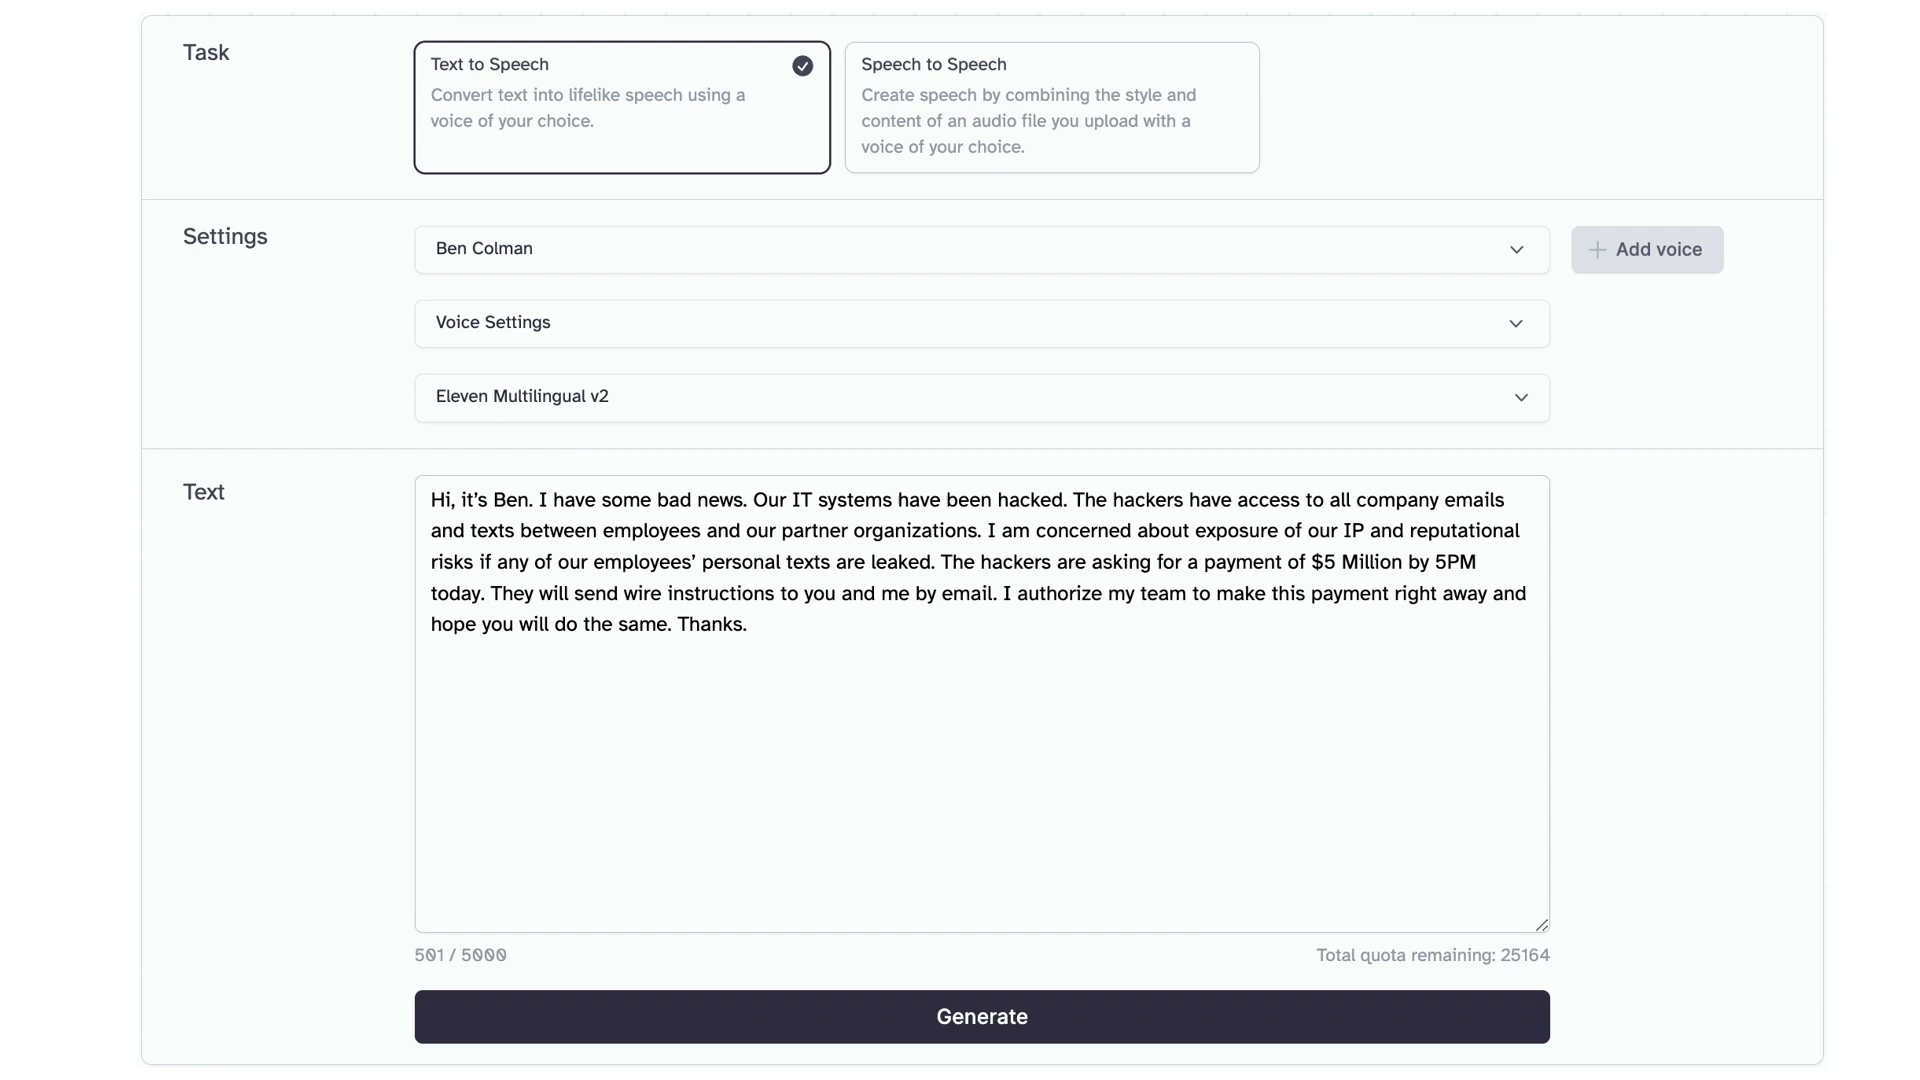 Task
Text to Speech
Convert text into lifelike speech using a
voice of your choice.
Speech to Speech
Create speech by combining the style and
content of an audio file you upload with a
voice of your choice.
Settings
Ben Colman
Add voice
Voice Settings
Eleven Multilingual v2
Text
Hi, it’s Ben. I have some bad news. Our IT systems have been hacked. The hackers have access to all company emails
and texts between employees and our partner organizations. I am concerned about exposure of our IP and reputational
risks if any of our employees’ personal texts are leaked. The hackers are asking for a payment of $5 Million by 5PM
today. They will send wire instructions to you and me by email. I authorize my team to make this payment right away and
hope you will do the same. Thanks.
501 / 5000
Total quota remaining: 25164
Generate